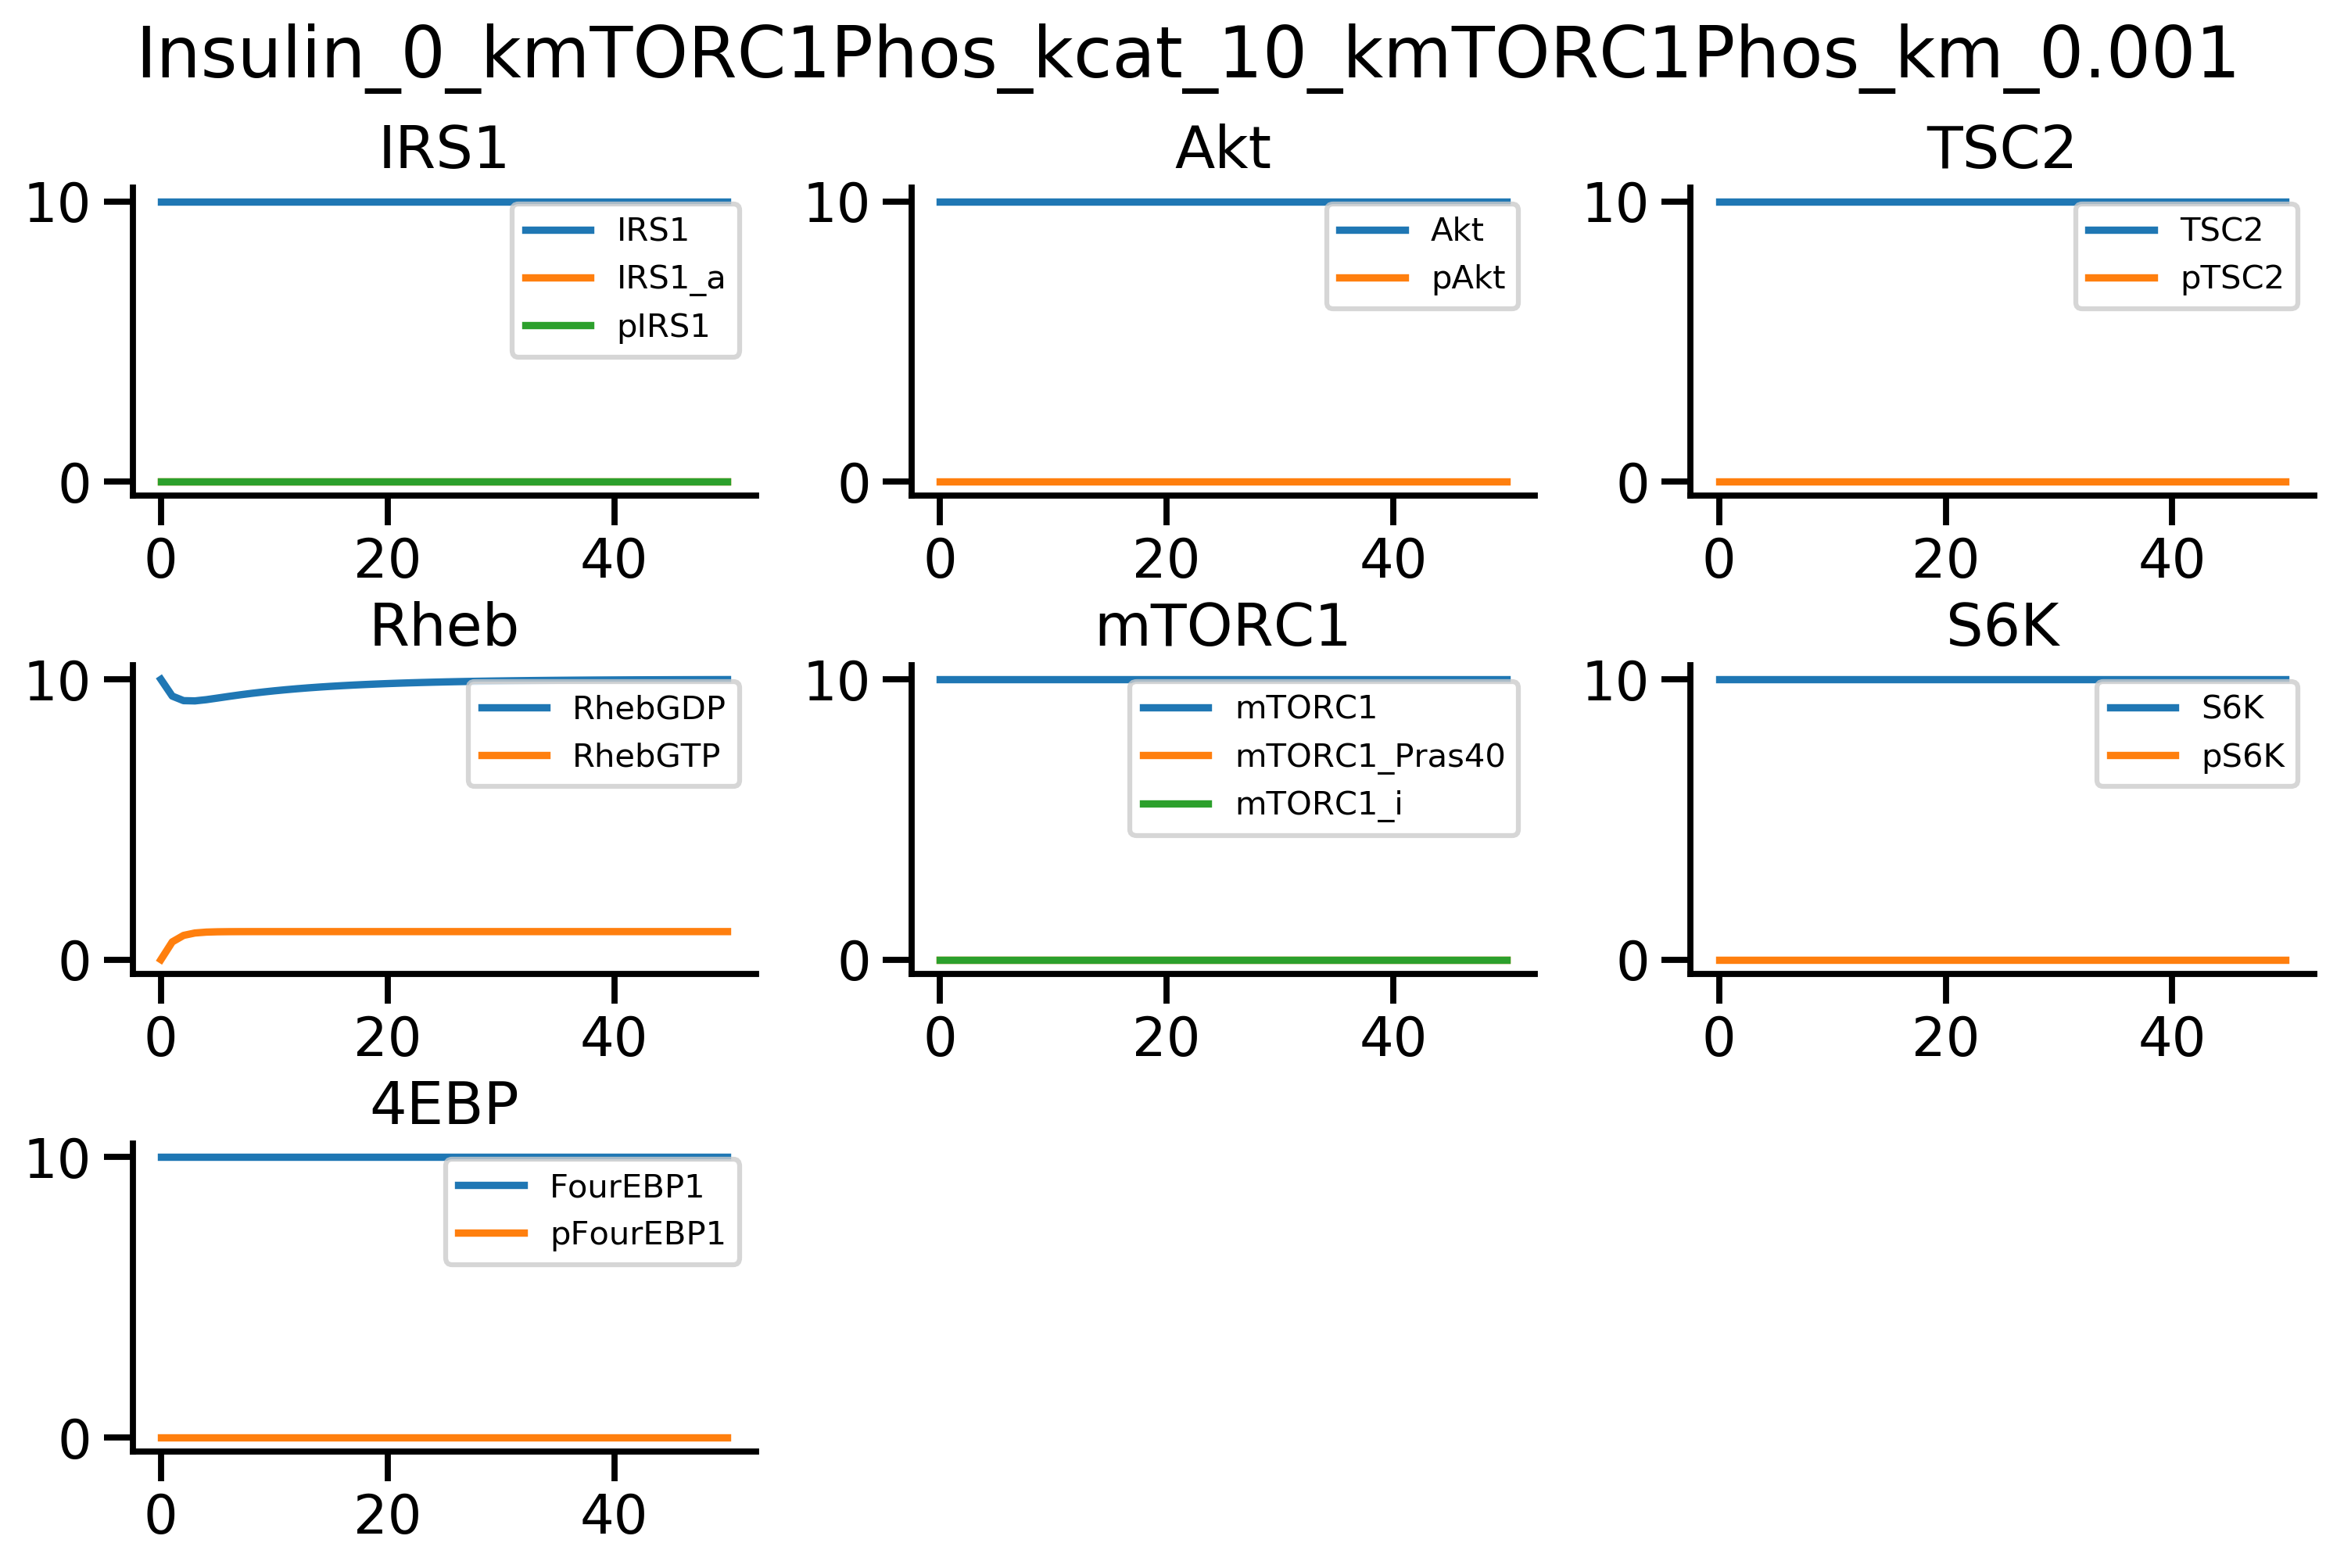 Insulin_0_kmTORC1Phos_kcat_10_kmTORC1Phos_km_0.001
IRS1
10
0
0 20 40
IRS1
IRS1_a
pIRS1
Akt
10
0
0 20 40
Akt
pAkt
TSC2
10
0
0 20 40
TSC2
pTSC2
Rheb
10
0
0 20 40
RhebGDP
RhebGTP
mTORC1
10
0
0 20 40
mTORC1
mTORC1_Pras40
mTORC1_i
S6K
10
0
0 20 40
S6K
pS6K
4EBP
10
0
0 20 40
FourEBP1
pFourEBP1